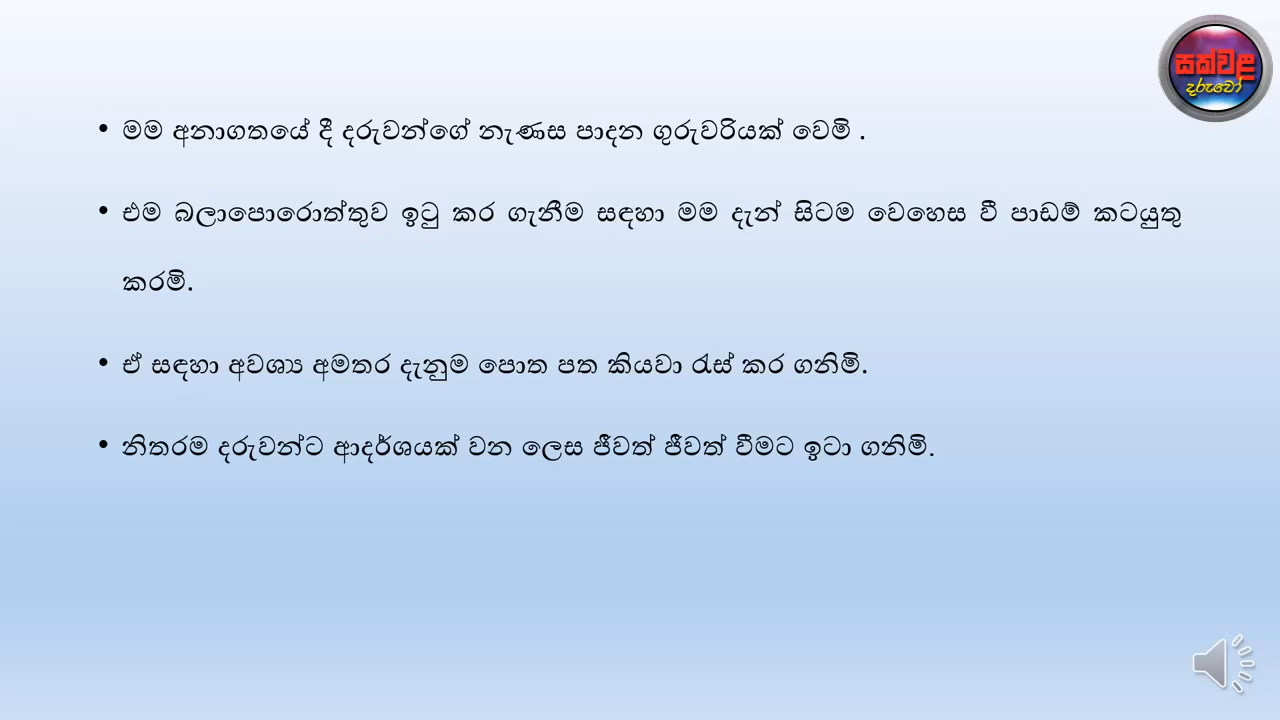 සක්වළ
දරුවෝ
• මම අනාගතයේ දී දරුවන්ගේ නැණස පාදන ගුරුවරියක් වෙමි .
• එම බලාපොරොත්තුව ඉටු කර ගැනීම සඳහා මම දැන් සිටම වෙහෙස වී පාඩම් කටයුතු
කරමි.
• ඒ සඳහා අවශ්‍ය අමතර දැනුම පොත පත කියවා රැස් කර ගනිමි.
• නිතරම දරුවන්ට ආදර්ශයක් වන ලෙස ජීවත් ජීවත් වීමට ඉටා ගනිමි.